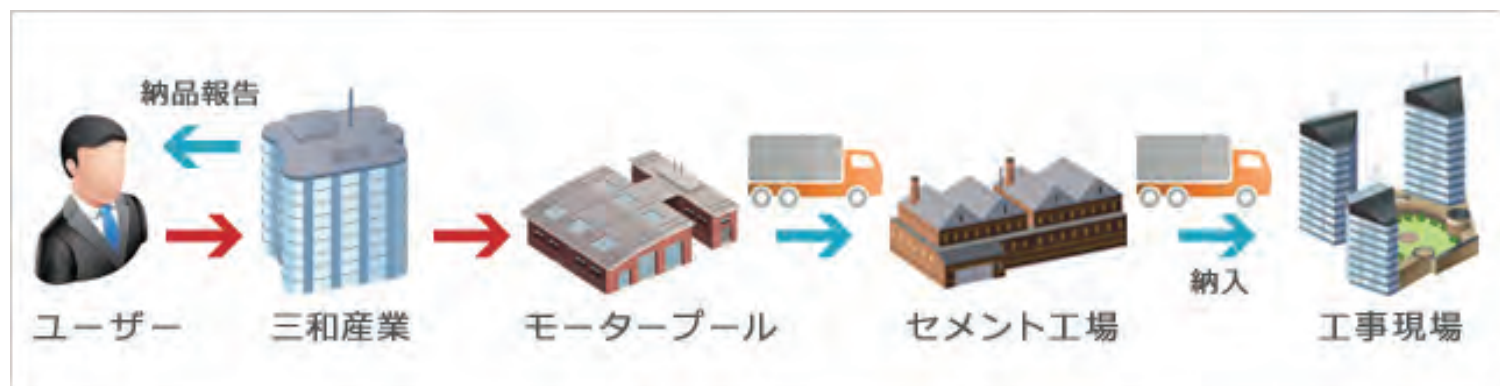 納品報告
納入
ユーザー
三和産業
モータープール
セメント工場
工事現場